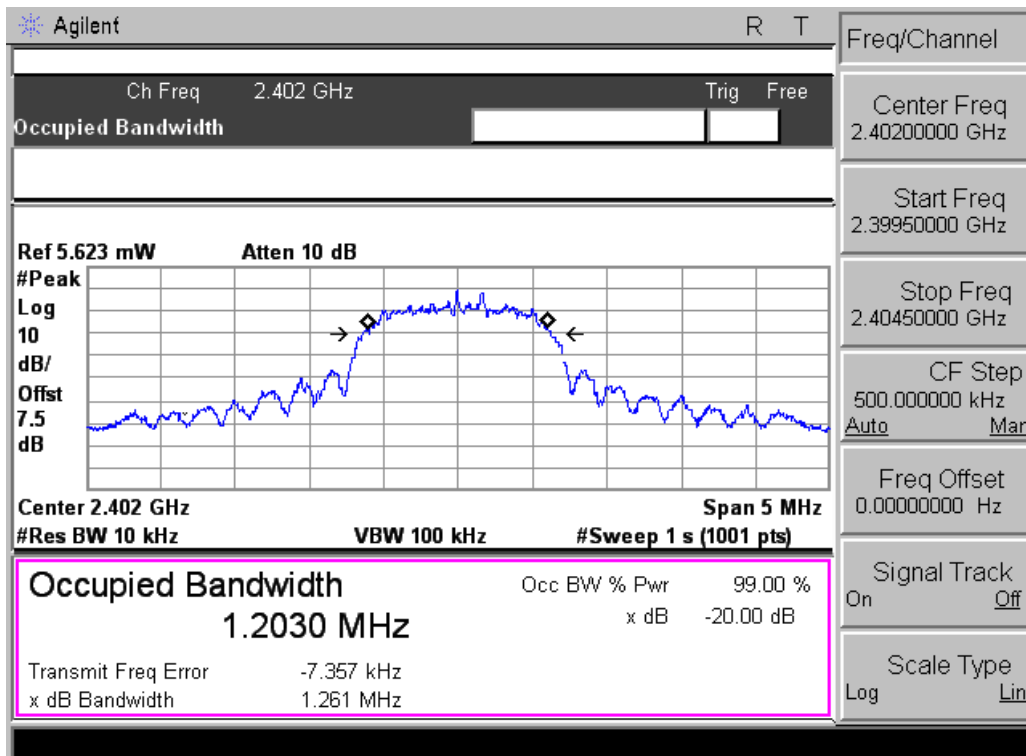 Agilent R T
Ch Freq 2.402 GHz Trig Free
Occupied Bandwidth
Ref 5.623 mW Atten 10 dB
#Peak
Log
10
dB/
Offst
7.5
dB
Center 2.402 GHz Span 5 MHz
#Res BW 10 kHz VBW 100 kHz #Sweep 1 s (1001 pts)
Occupied Bandwidth
1.2030 MHz
Occ BW % Pwr 99.00 %
x dB -20.00 dB
Transmit Freq Error -7.357 kHz
x dB Bandwidth 1.261 MHz
Freq/Channel
Center Freq
2.40200000 GHz
Start Freq
2.39950000 GHz
Stop Freq
2.40450000 GHz
CF Step
500.000000 kHz
Auto Man
Freq Offset
0.00000000 Hz
Signal Track
On Off
Scale Type
Log Lin